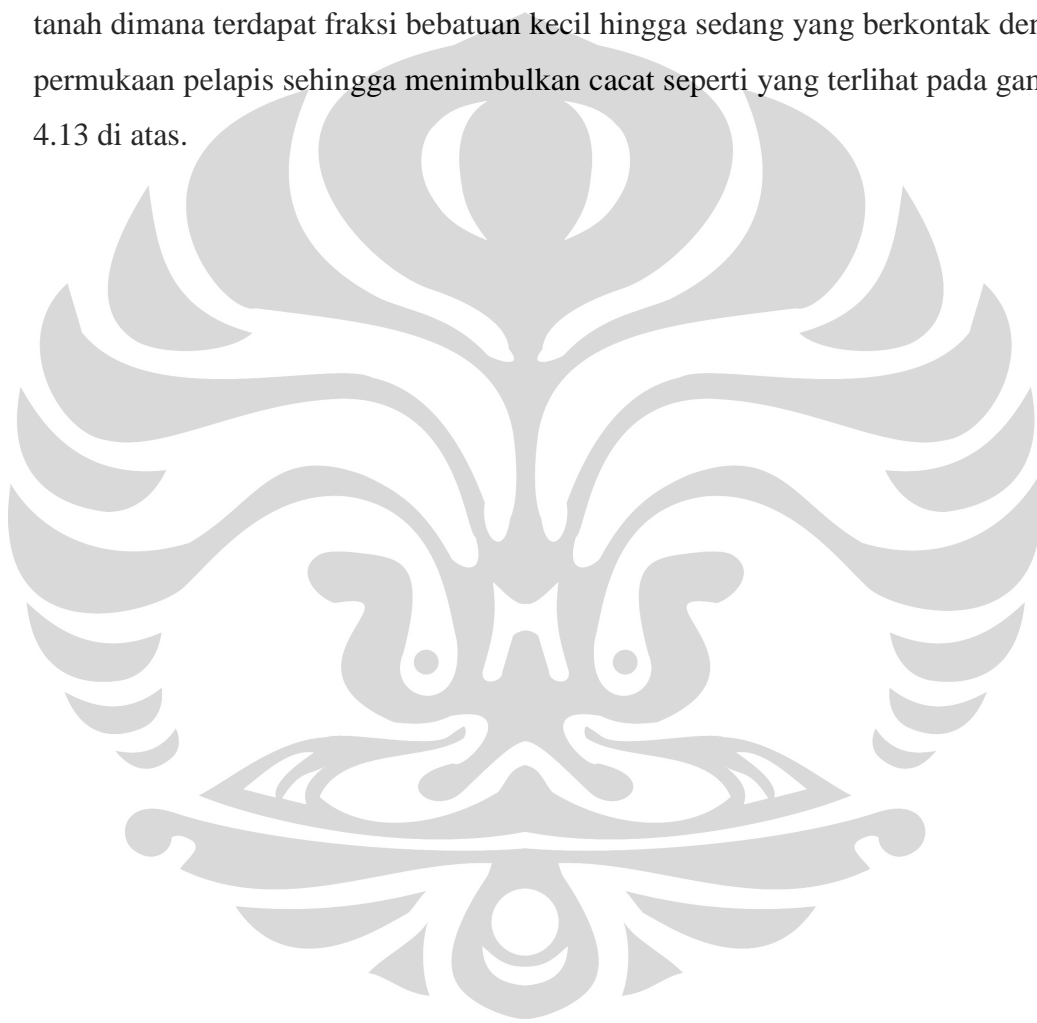 tanah dimana terdapat fraksi bebatuan kecil hingga sedang yang berkontak
permukaan pelapis sehingga menimbulkan cacat seperti yang terlihat pada
4.13 di atas.